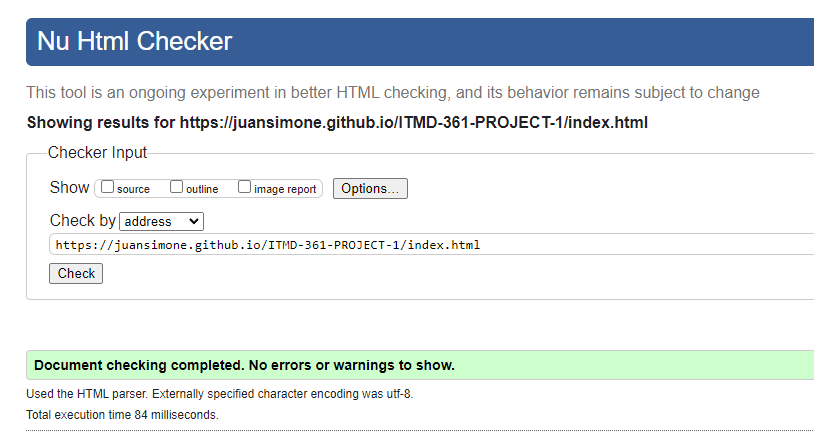 Nu Html Checker
This tool is an ongoing experiment in better HTML checking, and its behavior remains subject to change
Showing results for https://juansimone.github.io/ITMD-361-PROJECT-1/index.html
Checker Input
Show source outline image report Options...
Check by address
https://juansimone.github.io/ITMD-361-PROJECT-1/index.html
Check
Document checking completed. No errors or warnings to show.
Used the HTML parser. Externally specified character encoding was utf-8.
Total execution time 84 milliseconds.